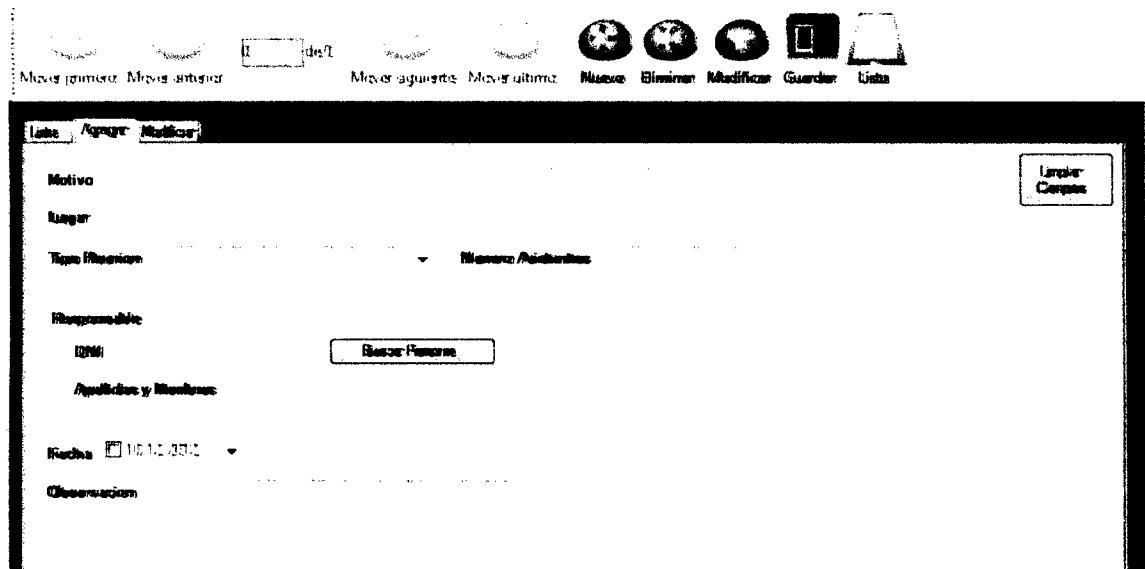 de 1
Mover primero Mover anterior Mover siguiente Mover último Nuevo Eliminar Modificar Guardar Lista
Lista Agregar Modificar
Motivo
Limpiar
Campos
Lugar
Tipo Reunion Numero Asistentes
Responsable
DNI Buscar Persona
Apellidos y Nombres
Fecha
Observacion